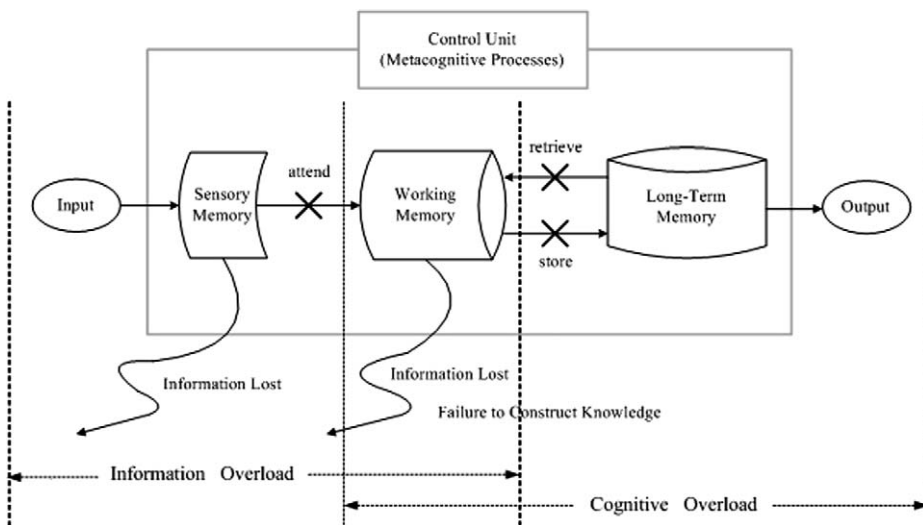 Control Unit
(Metacognitive Processes)
retrieve
attend
Input
Sensory
Memory
Working
Memory
Long-Term
Memory
Output
store
Information Lost
Information Lost
Failure to Construct Knowledge
Information Overload
Cognitive Overload